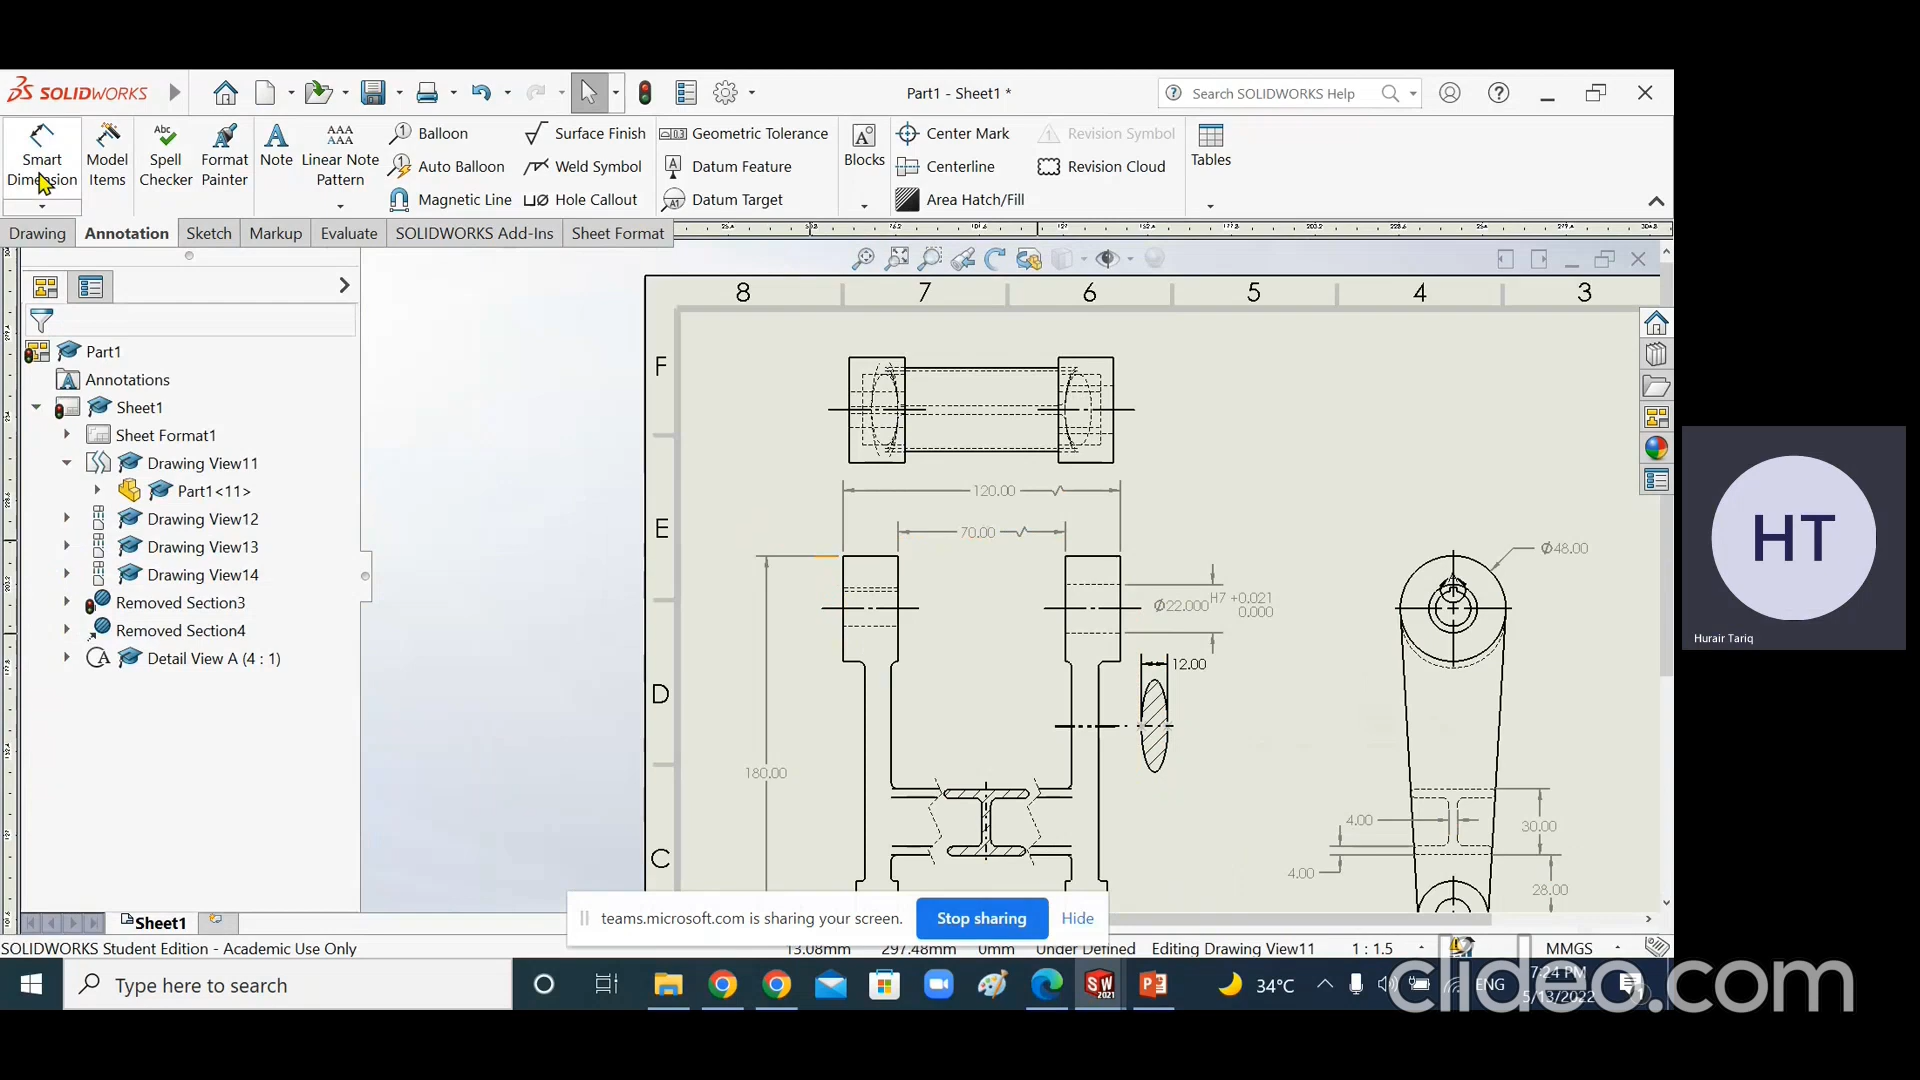 SOLIDWORKS
Part1 - Sheet1 *
Search SOLIDWORKS Help
Smart Dimension
Model Items
Abc
Spell Checker
Format Painter
Note
AAA
AAA
Linear Note Pattern
Balloon
Auto Balloon
Magnetic Line
Surface Finish
Weld Symbol
Hole Callout
Geometric Tolerance
Datum Feature
Datum Target
Blocks
Center Mark
Centerline
Area Hatch/Fill
Revision Symbol
Revision Cloud
Tables
Drawing
Annotation
Sketch
Markup
Evaluate
SOLIDWORKS Add-Ins
Sheet Format
Part1
Annotations
Sheet1
Sheet Format1
Drawing View11
Part1<11>
Drawing View12
Drawing View13
Drawing View14
Removed Section3
Removed Section4
Detail View A (4 : 1)
8 7 6 5 4 3
F
E
D
C
120.00
70.00
Ø22.000 H7 +0.021
0.000
12.00
180.00
Ø48.00
4.00
30.00
4.00
28.00
HT
Hurair Tariq
teams.microsoft.com is sharing your screen.
Stop sharing
Hide
Sheet1
SOLIDWORKS Student Edition - Academic Use Only
13.08mm 297.48mm 0mm Under Defined Editing Drawing View11 1 : 1.5 MMGS
Type here to search
SW
2021
34°C
ENG
7:24 PM
5/13/2022
clideo.com